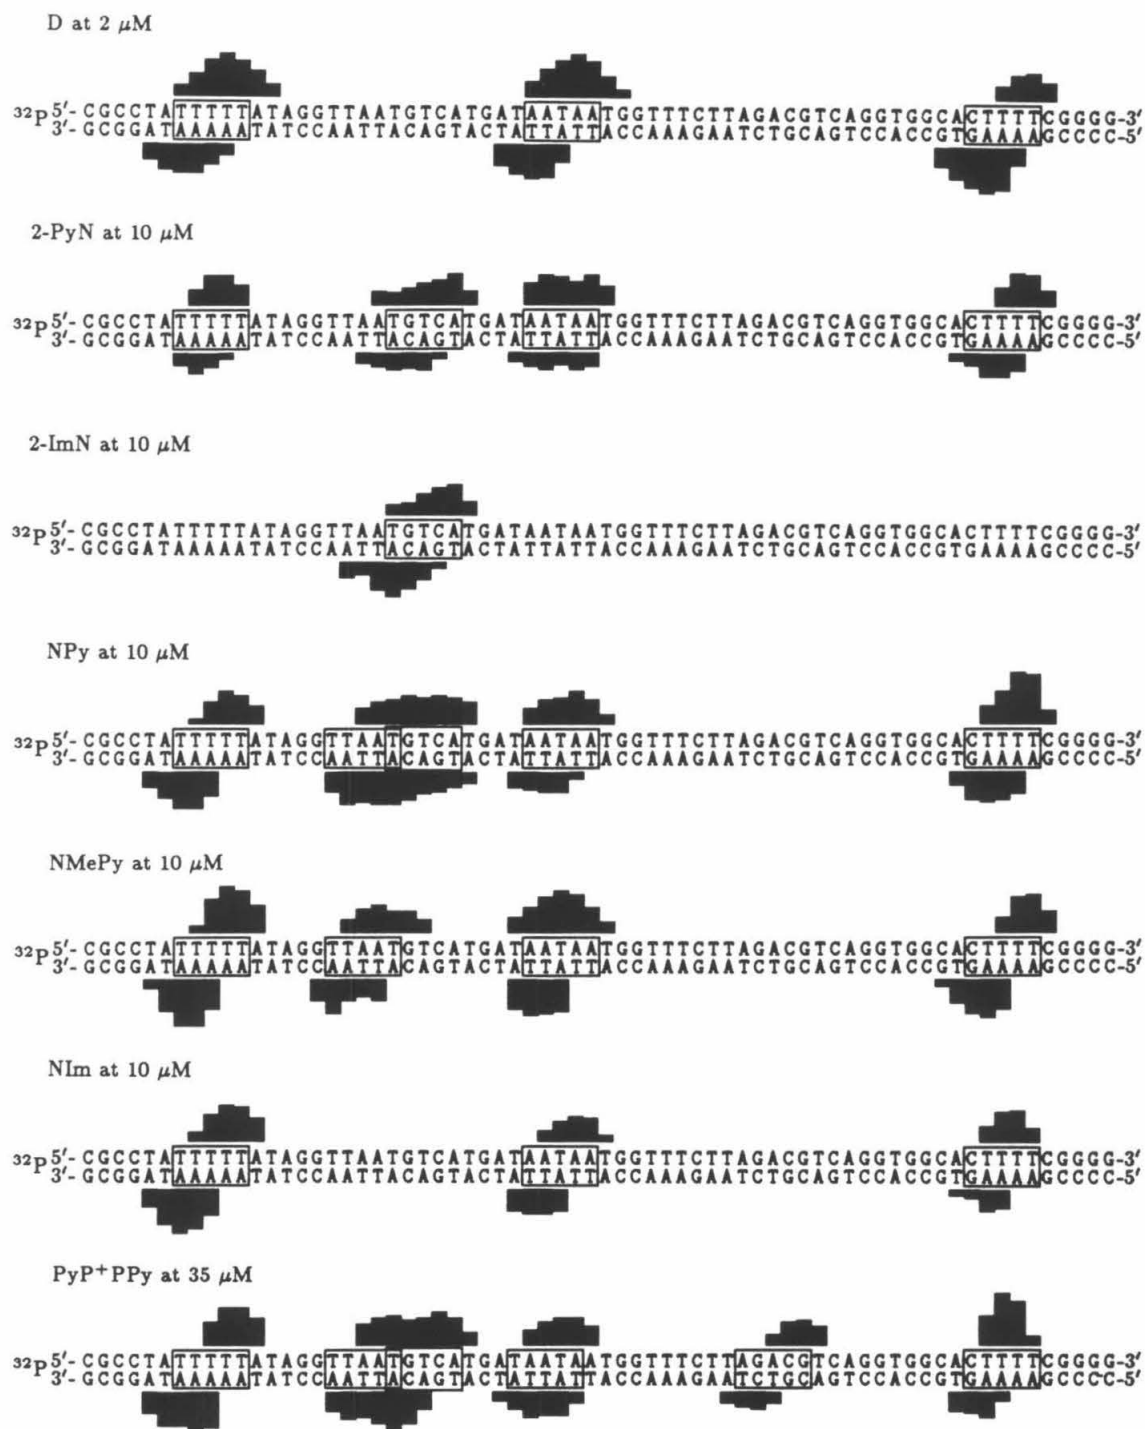 D at 2 μM
³²P 5′- CGCCTATTTTTATAGGTTAATGTCATGATAATAATGGTTTCTTAGACGTCAGGTGGCACTTTTCGGGG-3′
3′- GCGGATAAAAATATCCAATTACAGTACTATTATTACCAAAGAATCTGCAGTCCACCGTGAAAAGCCCC-5′
2-PyN at 10 μM
³²P 5′- CGCCTATTTTTATAGGTTAATGTCATGATAATAATGGTTTCTTAGACGTCAGGTGGCACTTTTCGGGG-3′
3′- GCGGATAAAAATATCCAATTACAGTACTATTATTACCAAAGAATCTGCAGTCCACCGTGAAAAGCCCC-5′
2-ImN at 10 μM
³²P 5′- CGCCTATTTTTATAGGTTAATGTCATGATAATAATGGTTTCTTAGACGTCAGGTGGCACTTTTCGGGG-3′
3′- GCGGATAAAAATATCCAATTACAGTACTATTATTACCAAAGAATCTGCAGTCCACCGTGAAAAGCCCC-5′
NPy at 10 μM
³²P 5′- CGCCTATTTTTATAGGTTAATGTCATGATAATAATGGTTTCTTAGACGTCAGGTGGCACTTTTCGGGG-3′
3′- GCGGATAAAAATATCCAATTACAGTACTATTATTACCAAAGAATCTGCAGTCCACCGTGAAAAGCCCC-5′
NMePy at 10 μM
³²P 5′- CGCCTATTTTTATAGGTTAATGTCATGATAATAATGGTTTCTTAGACGTCAGGTGGCACTTTTCGGGG-3′
3′- GCGGATAAAAATATCCAATTACAGTACTATTATTACCAAAGAATCTGCAGTCCACCGTGAAAAGCCCC-5′
NIm at 10 μM
³²P 5′- CGCCTATTTTTATAGGTTAATGTCATGATAATAATGGTTTCTTAGACGTCAGGTGGCACTTTTCGGGG-3′
3′- GCGGATAAAAATATCCAATTACAGTACTATTATTACCAAAGAATCTGCAGTCCACCGTGAAAAGCCCC-5′
PyP⁺PPy at 35 μM
³²P 5′- CGCCTATTTTTATAGGTTAATGTCATGATAATAATGGTTTCTTAGACGTCAGGTGGCACTTTTCGGGG-3′
3′- GCGGATAAAAATATCCAATTACAGTACTATTATTACCAAAGAATCTGCAGTCCACCGTGAAAAGCCCC-5′